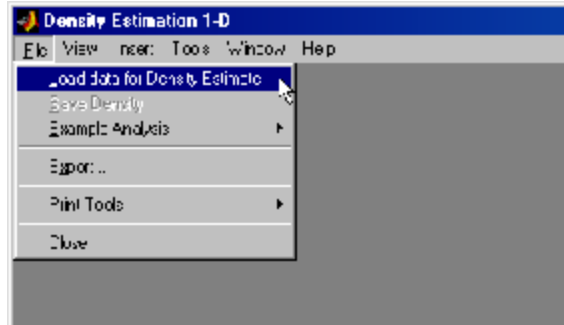 Density Estimation 1-D
File View Insert Tools Window Help
Load data for Density Estimate
Save Density
Example Analysis
Export...
Print Tools
Close